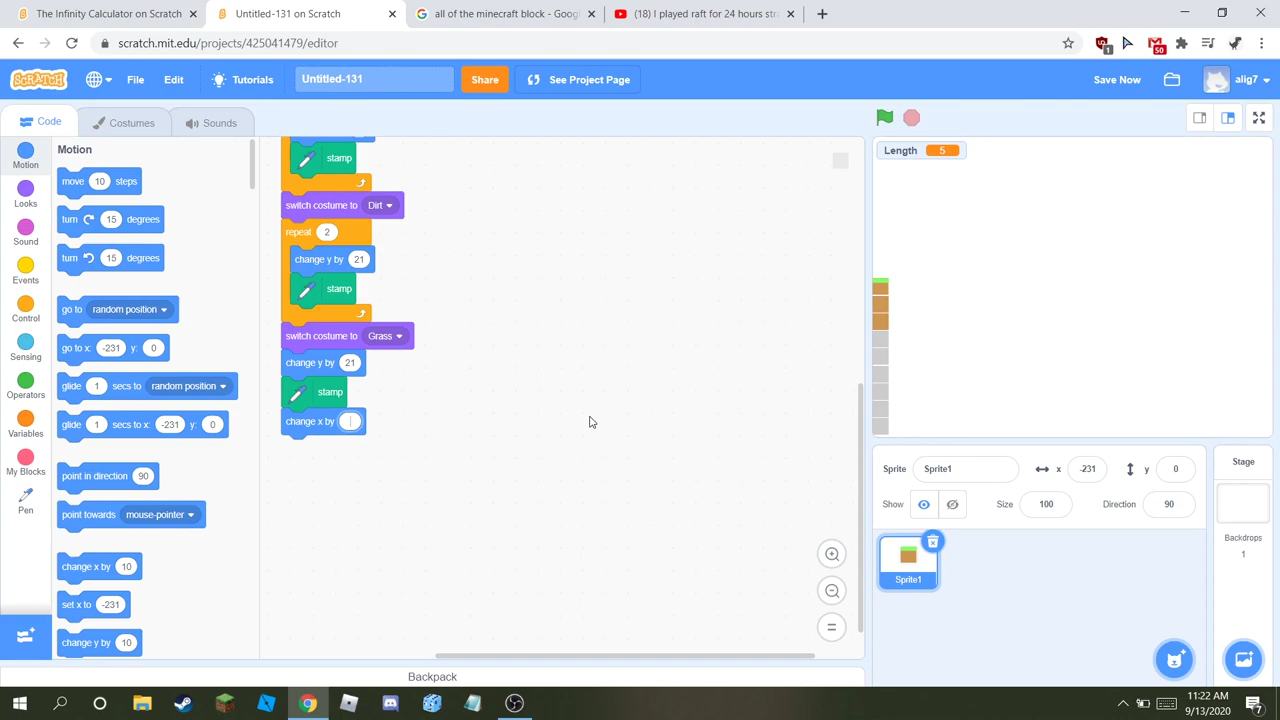 The Infinity Calculator on Scratch
Untitled-131 on Scratch
all of the minecraft block - Goog
(18) I played raft for 24 hours stra
scratch.mit.edu/projects/425041479/editor
1
50
SCRATCH
File
Edit
Tutorials
Untitled-131
Share
See Project Page
Save Now
alig7
Code
Costumes
Sounds
Motion
Looks
Sound
Events
Control
Sensing
Operators
Variables
My Blocks
Pen
Motion
move 10 steps
turn 15 degrees
turn 15 degrees
go to random position
go to x: -231 y: 0
glide 1 secs to random position
glide 1 secs to x: -231 y: 0
point in direction 90
point towards mouse-pointer
change x by 10
set x to -231
change y by 10
stamp
switch costume to Dirt
repeat 2
change y by 21
stamp
switch costume to Grass
change y by 21
stamp
change x by
Backpack
Length 5
Sprite Sprite1 x -231 y 0
Show Size 100 Direction 90
Sprite1
Stage
Backdrops
1
11:22 AM
9/13/2020
7